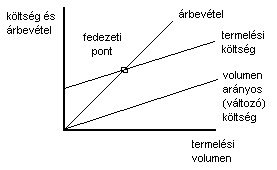 költség és
árbevétel
fedezeti
pont
árbevétel
termelési
költség
volumen
arányos
(változó)
költség
termelési
volumen